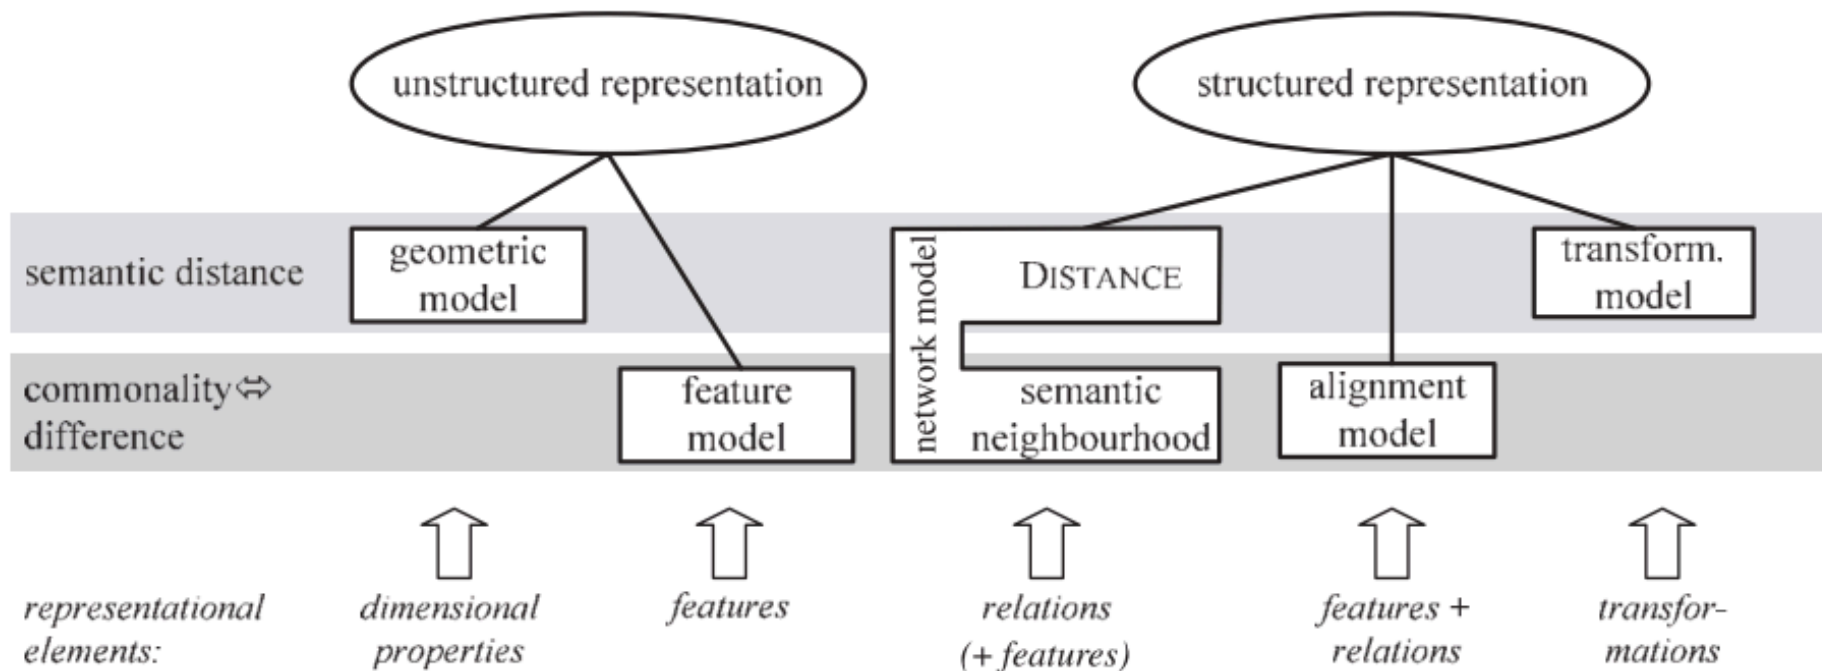 unstructured representation
structured representation
semantic distance
geometric
model
network model
DISTANCE
transform.
model
commonality⇔
difference
feature
model
semantic
neighbourhood
alignment
model
representational
elements:
dimensional
properties
features
relations
(+ features)
features +
relations
transfor-
mations